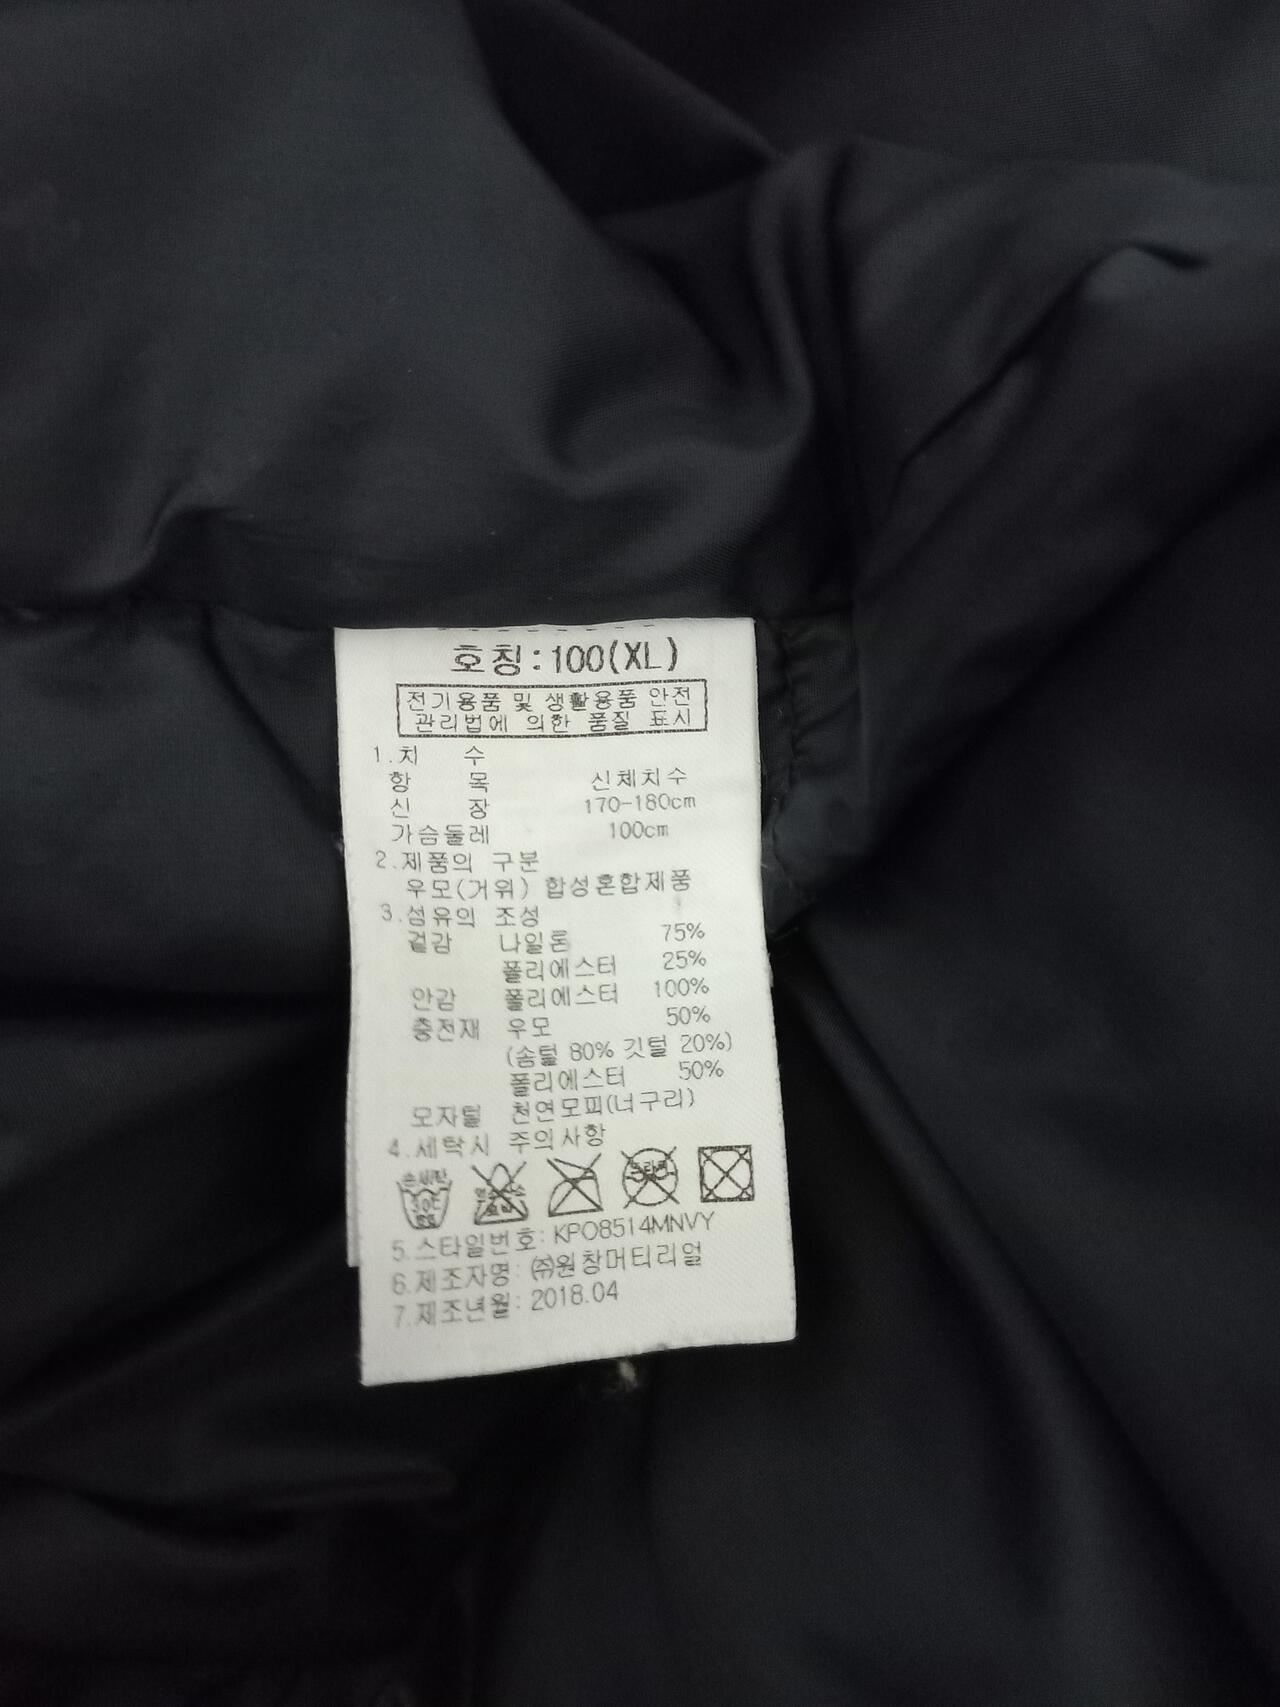 호칭:100(XL)
전기용품 및 생활용품 안전
관리법에 의한 품질 표시
1.치 수
항 목 신체치수
신 장 170-180cm
가슴둘레 100cm
2.제품의 구분
우모(거위) 합성혼합제품
3.섬유의 조성
겉감 나일론 75%
폴리에스터 25%
안감 폴리에스터 100%
충전재 우모 50%
(솜털 80% 깃털 20%)
폴리에스터 50%
모자털 천연모피(너구리)
4.세탁시 주의사항
손세탁
30℃
드라이
5.스타일번호: KPO8514MNVY
6.제조자명: ㈜원창머티리얼
7.제조년월: 2018.04